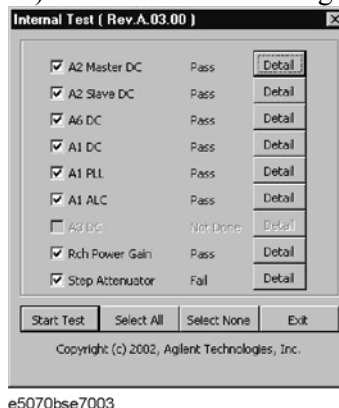 Internal Test ( Rev.A.03.00 )
A2 Master DC Pass Detail
A2 Slave DC Pass Detail
A6 DC Pass Detail
A1 DC Pass Detail
A1 PLL Pass Detail
A1 ALC Pass Detail
A3 DC Not Done Detail
Rch Power Gain Pass Detail
Step Attenuator Fail Detail
Start Test Select All Select None Exit
Copyright (c) 2002, Agilent Technologies, Inc.
e5070bse7003